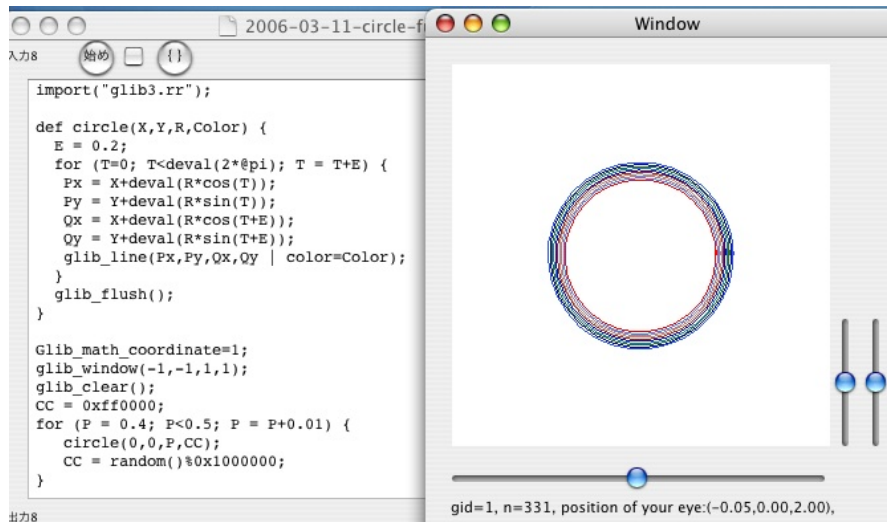 2006-03-11-circle-f
Window
入力8
始め
{ }
import("glib3.rr");
def circle(X,Y,R,Color) {
E = 0.2;
for (T=0; T<deval(2*@pi); T = T+E) {
Px = X+deval(R*cos(T));
Py = Y+deval(R*sin(T));
Qx = X+deval(R*cos(T+E));
Qy = Y+deval(R*sin(T+E));
glib_line(Px,Py,Qx,Qy | color=Color);
}
glib_flush();
}
Glib_math_coordinate=1;
glib_window(-1,-1,1,1);
glib_clear();
CC = 0xff0000;
for (P = 0.4; P<0.5; P = P+0.01) {
circle(0,0,P,CC);
CC = random()%0x1000000;
}
出力8
gid=1, n=331, position of your eye:(-0.05,0.00,2.00),